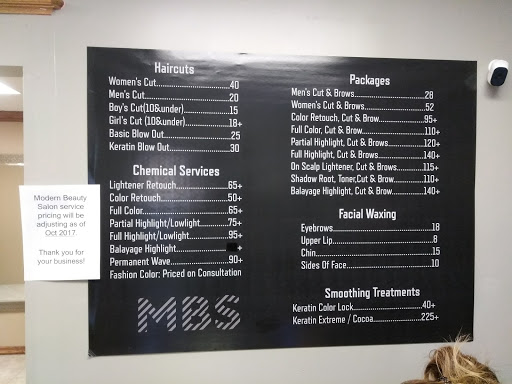 Haircuts
Women's Cut........................40
Men's Cut............................20
Boy's Cut(10&under)..............15
Girl's Cut (10&under)..............18+
Basic Blow Out......................25
Keratin Blow Out...................30
Chemical Services
Lightener Retouch................65+
Color Retouch......................50+
Full Color............................65+
Partial Highlight/Lowlight.........75+
Full Highlight/Lowlight............95+
Balayage Highlight................+
Permanent Wave..................90+
Fashion Color: Priced on Consultation
MBS
Packages
Men's Cut & Brows........................28
Women's Cut & Brows...................52
Color Retouch, Cut & Brow............95+
Full Color, Cut & Brow..................110+
Partial Highlight, Cut & Brows.........120+
Full Highlight, Cut & Brows............140+
On Scalp Lightener, Cut & Brows......115+
Shadow Root, Toner,Cut & Brow......110+
Balayage Highlight, Cut & Brow........140+
Facial Waxing
Eyebrows..............................18
Upper Lip..............................8
Chin....................................15
Sides Of Face........................10
Smoothing Treatments
Keratin Color Lock....................40+
Keratin Extreme / Cocoa.............225+
Modern Beauty
Salon service
pricing will be
adjusting as of
Oct 2017.
Thank you for
your business!